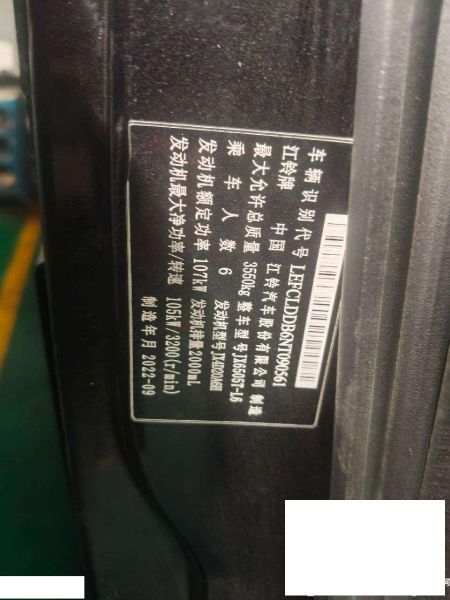 车辆识别代号 LEFCLDDB6NT090561
江铃牌 中国 江铃汽车股份有限公司 制造
最大允许总质量 3550kg 整车型号 JX6505T-L6
乘车人数 6 发动机型号 JX4D20A6H
发动机额定功率 107kW 发动机排量 2000mL
发动机最大净功率/转速 105kW/3900(r/min)
制造年月 2022-09